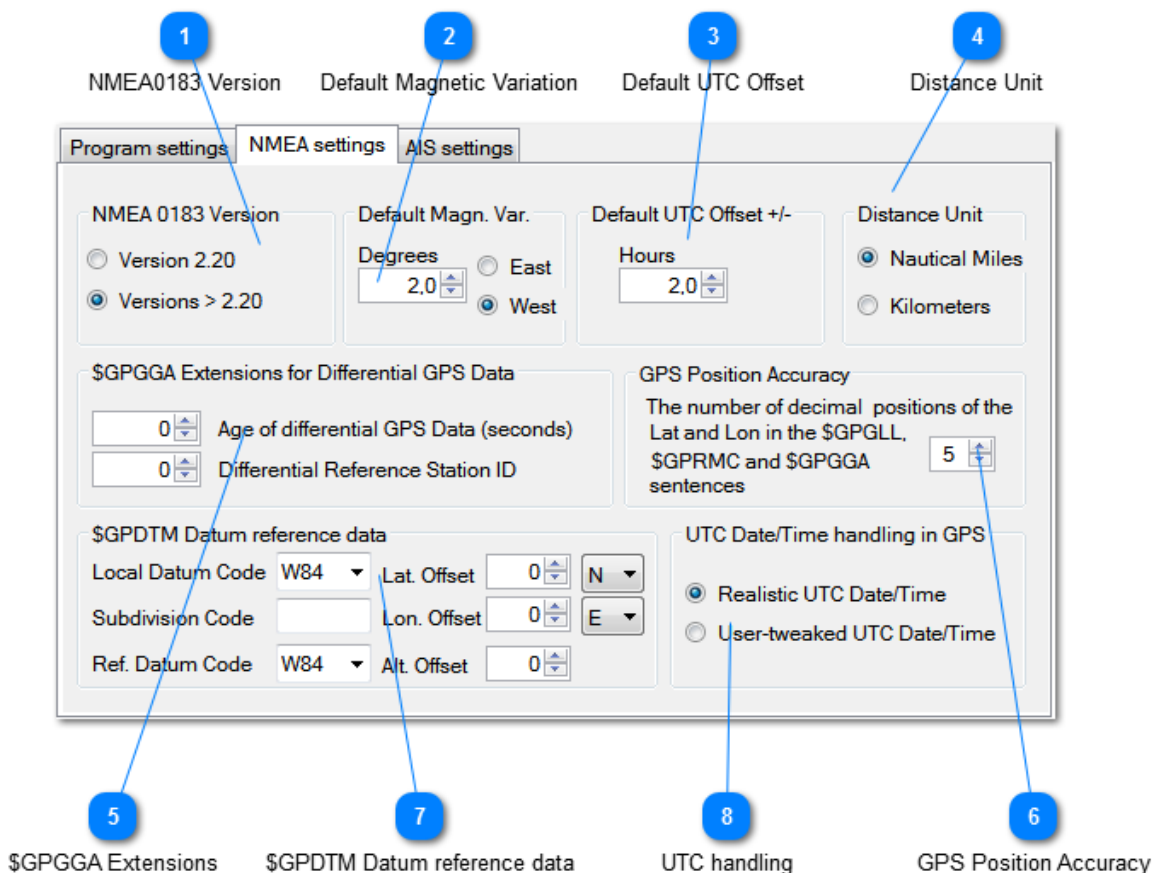 1
2
3
4
NMEA0183 Version
Default Magnetic Variation
Default UTC Offset
Distance Unit
Program settings
NMEA settings
AIS settings
NMEA 0183 Version
Version 2.20
Versions > 2.20
Default Magn. Var.
Degrees
2,0
East
West
Default UTC Offset +/-
Hours
2,0
Distance Unit
Nautical Miles
Kilometers
$GPGGA Extensions for Differential GPS Data
0 Age of differential GPS Data (seconds)
0 Differential Reference Station ID
GPS Position Accuracy
The number of decimal positions of the
Lat and Lon in the $GPGLL,
$GPRMC and $GPGGA
sentences
5
$GPDTM Datum reference data
Local Datum Code W84 Lat. Offset 0 N
Subdivision Code Lon. Offset 0 E
Ref. Datum Code W84 Alt. Offset 0
UTC Date/Time handling in GPS
Realistic UTC Date/Time
User-tweaked UTC Date/Time
5
7
8
6
$GPGGA Extensions
$GPDTM Datum reference data
UTC handling
GPS Position Accuracy